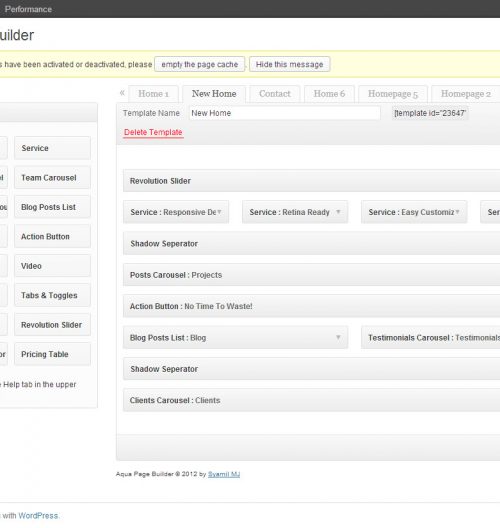 Performance
uilder
s have been activated or deactivated, please empty the page cache . Hide this message
« Home 1 New Home Contact Home 6 Homepage 5 Homepage 2
Template Name New Home [template id="23647"
Delete Template
Service
Team Carousel
Blog Posts List
Action Button
Video
Tabs & Toggles
Revolution Slider
Pricing Table
e Help tab in the upper
Revolution Slider
Service : Responsive De Service : Retina Ready Service : Easy Customiz Ser
Shadow Seperator
Posts Carousel : Projects
Action Button : No Time To Waste!
Blog Posts List : Blog Testimonials Carousel : Testimonials
Shadow Seperator
Clients Carousel : Clients
Aqua Page Builder © 2012 by Syamil MJ
with WordPress.